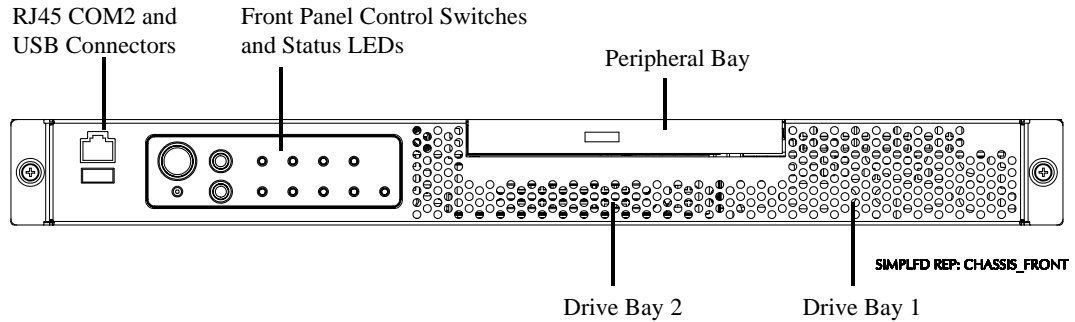 RJ45 COM2 and
USB Connectors
Front Panel Control Switches
and Status LEDs
Peripheral Bay
SIMPLFD REP: CHASSIS_FRONT
Drive Bay 2
Drive Bay 1